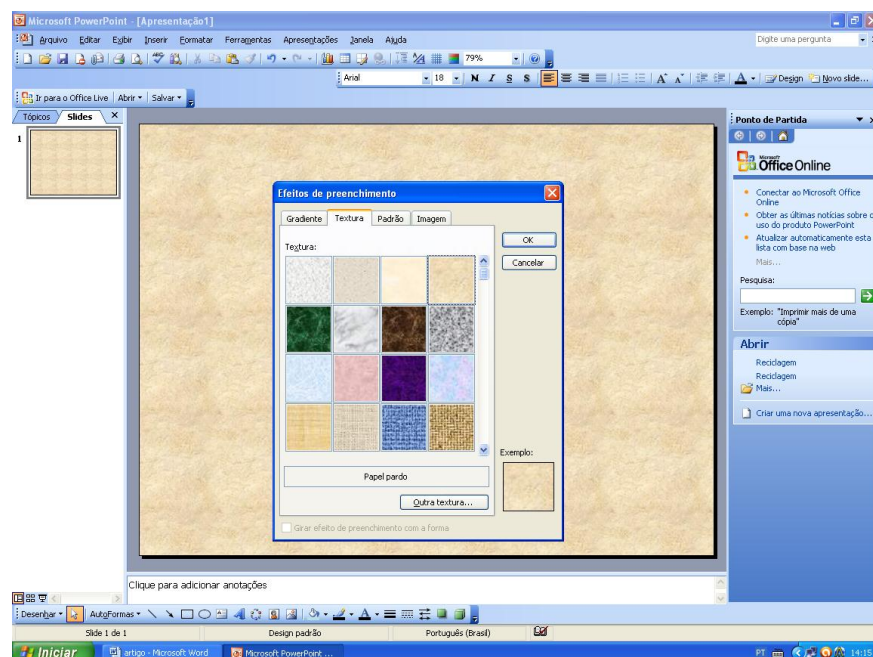 Microsoft PowerPoint - [Apresentação1]
Arquivo Editar Exibir Inserir Formatar Ferramentas Apresentações Janela Ajuda
Digite uma pergunta
79%
Arial 18 N I S S A A A Design Novo slide...
Ir para o Office Live Abrir Salvar
Tópicos Slides
1
Ponto de Partida
Microsoft
Office Online
Conectar ao Microsoft Office
Online
Obter as últimas notícias sobre o
uso do produto PowerPoint
Atualizar automaticamente esta
lista com base na web
Mais...
Pesquisa:
Exemplo: "Imprimir mais de uma
cópia"
Abrir
Reciclagem
Reciclagem
Mais...
Criar uma nova apresentação...
Efeitos de preenchimento
Gradiente Textura Padrão Imagem
Textura:
OK
Cancelar
Exemplo:
Papel pardo
Outra textura...
Girar efeito de preenchimento com a forma
Clique para adicionar anotações
Desenhar AutoFormas A
Slide 1 de 1 Design padrão Português (Brasil)
Iniciar artigo - Microsoft Word Microsoft PowerPoint ... PT 14:15